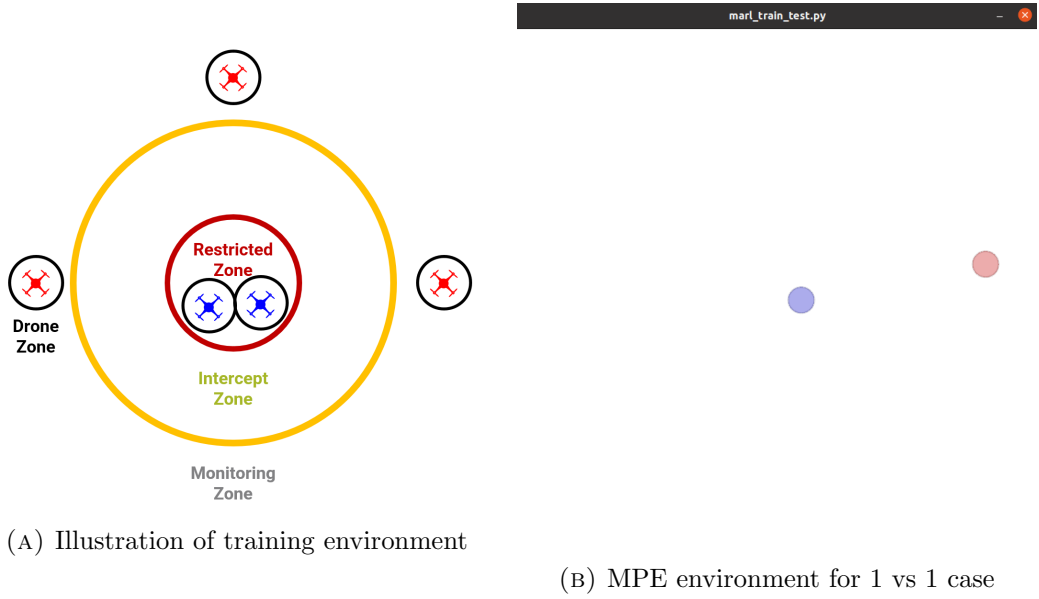 marl_train_test.py
Restricted
Zone
Drone
Zone
Intercept
Zone
Monitoring
Zone
(A) Illustration of training environment
(B) MPE environment for 1 vs 1 case